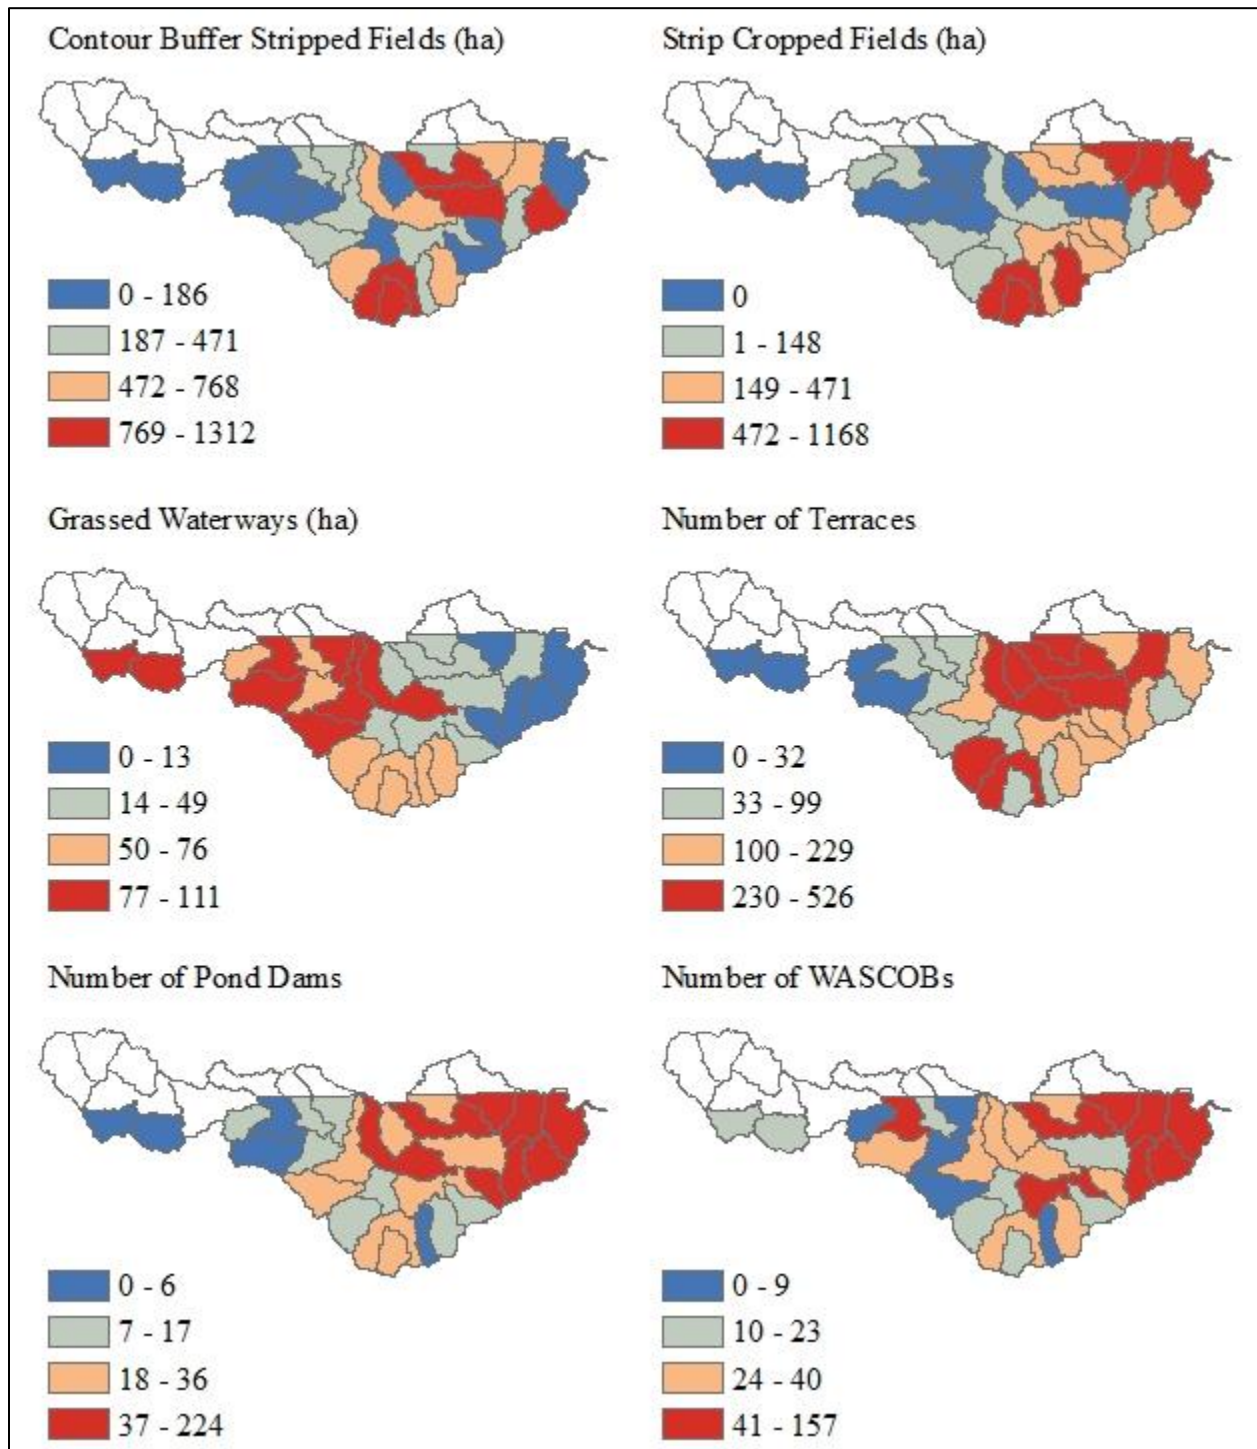 Contour Buffer Stripped Fields (ha)
0 - 186
187 - 471
472 - 768
769 - 1312
Strip Cropped Fields (ha)
0
1 - 148
149 - 471
472 - 1168
Grassed Waterways (ha)
0 - 13
14 - 49
50 - 76
77 - 111
Number of Terraces
0 - 32
33 - 99
100 - 229
230 - 526
Number of Pond Dams
0 - 6
7 - 17
18 - 36
37 - 224
Number of WASCOBs
0 - 9
10 - 23
24 - 40
41 - 157